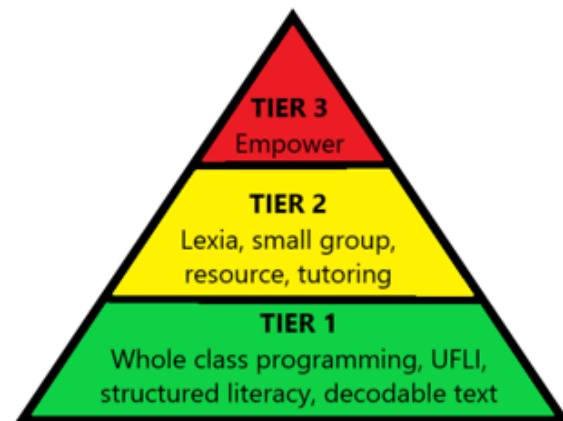 TIER 3
Empower
TIER 2
Lexia, small group,
resource, tutoring
TIER 1
Whole class programming, UFLI,
structured literacy, decodable text